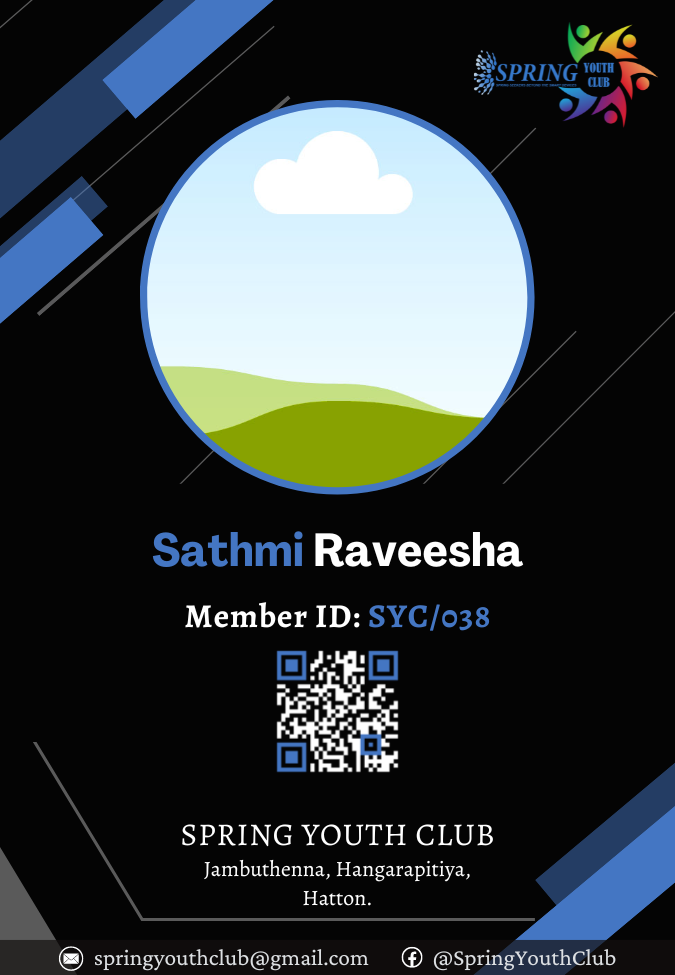 SPRING YOUTH
CLUB
Sathmi Raveesha
Member ID: SYC/038
SPRING YOUTH CLUB
Jambuthenna, Hangarapitiya,
Hatton.
springyouthclub@gmail.com @SpringYouthClub